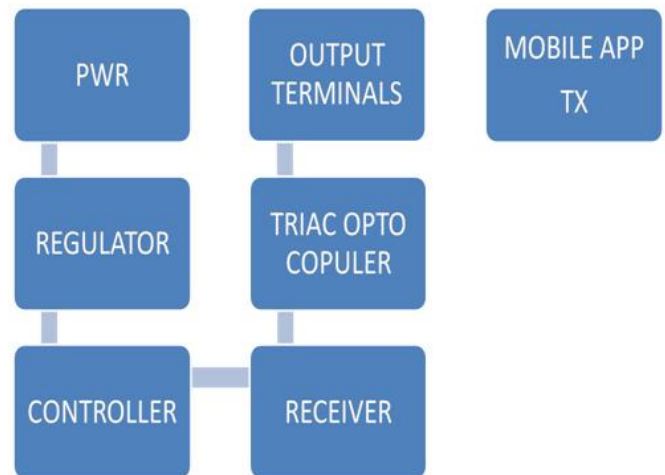 PWR
OUTPUT
TERMINALS
MOBILE APP
TX
REGULATOR
TRIAC OPTO
COPULER
CONTROLLER
RECEIVER